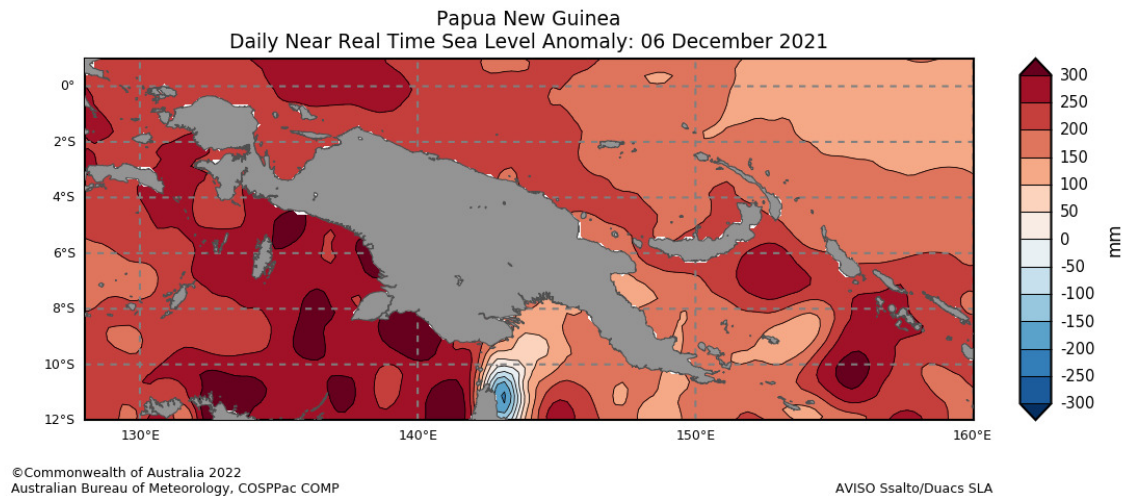 Papua New Guinea
Daily Near Real Time Sea Level Anomaly: 06 December 2021
0°
2°S
4°S
6°S
8°S
10°S
12°S
130°E
140°E
150°E
160°E
300
250
200
150
100
50
0
-50
-100
-150
-200
-250
-300
mm
©Commonwealth of Australia 2022
Australian Bureau of Meteorology, COSPPac COMP
AVISO Ssalto/Duacs SLA